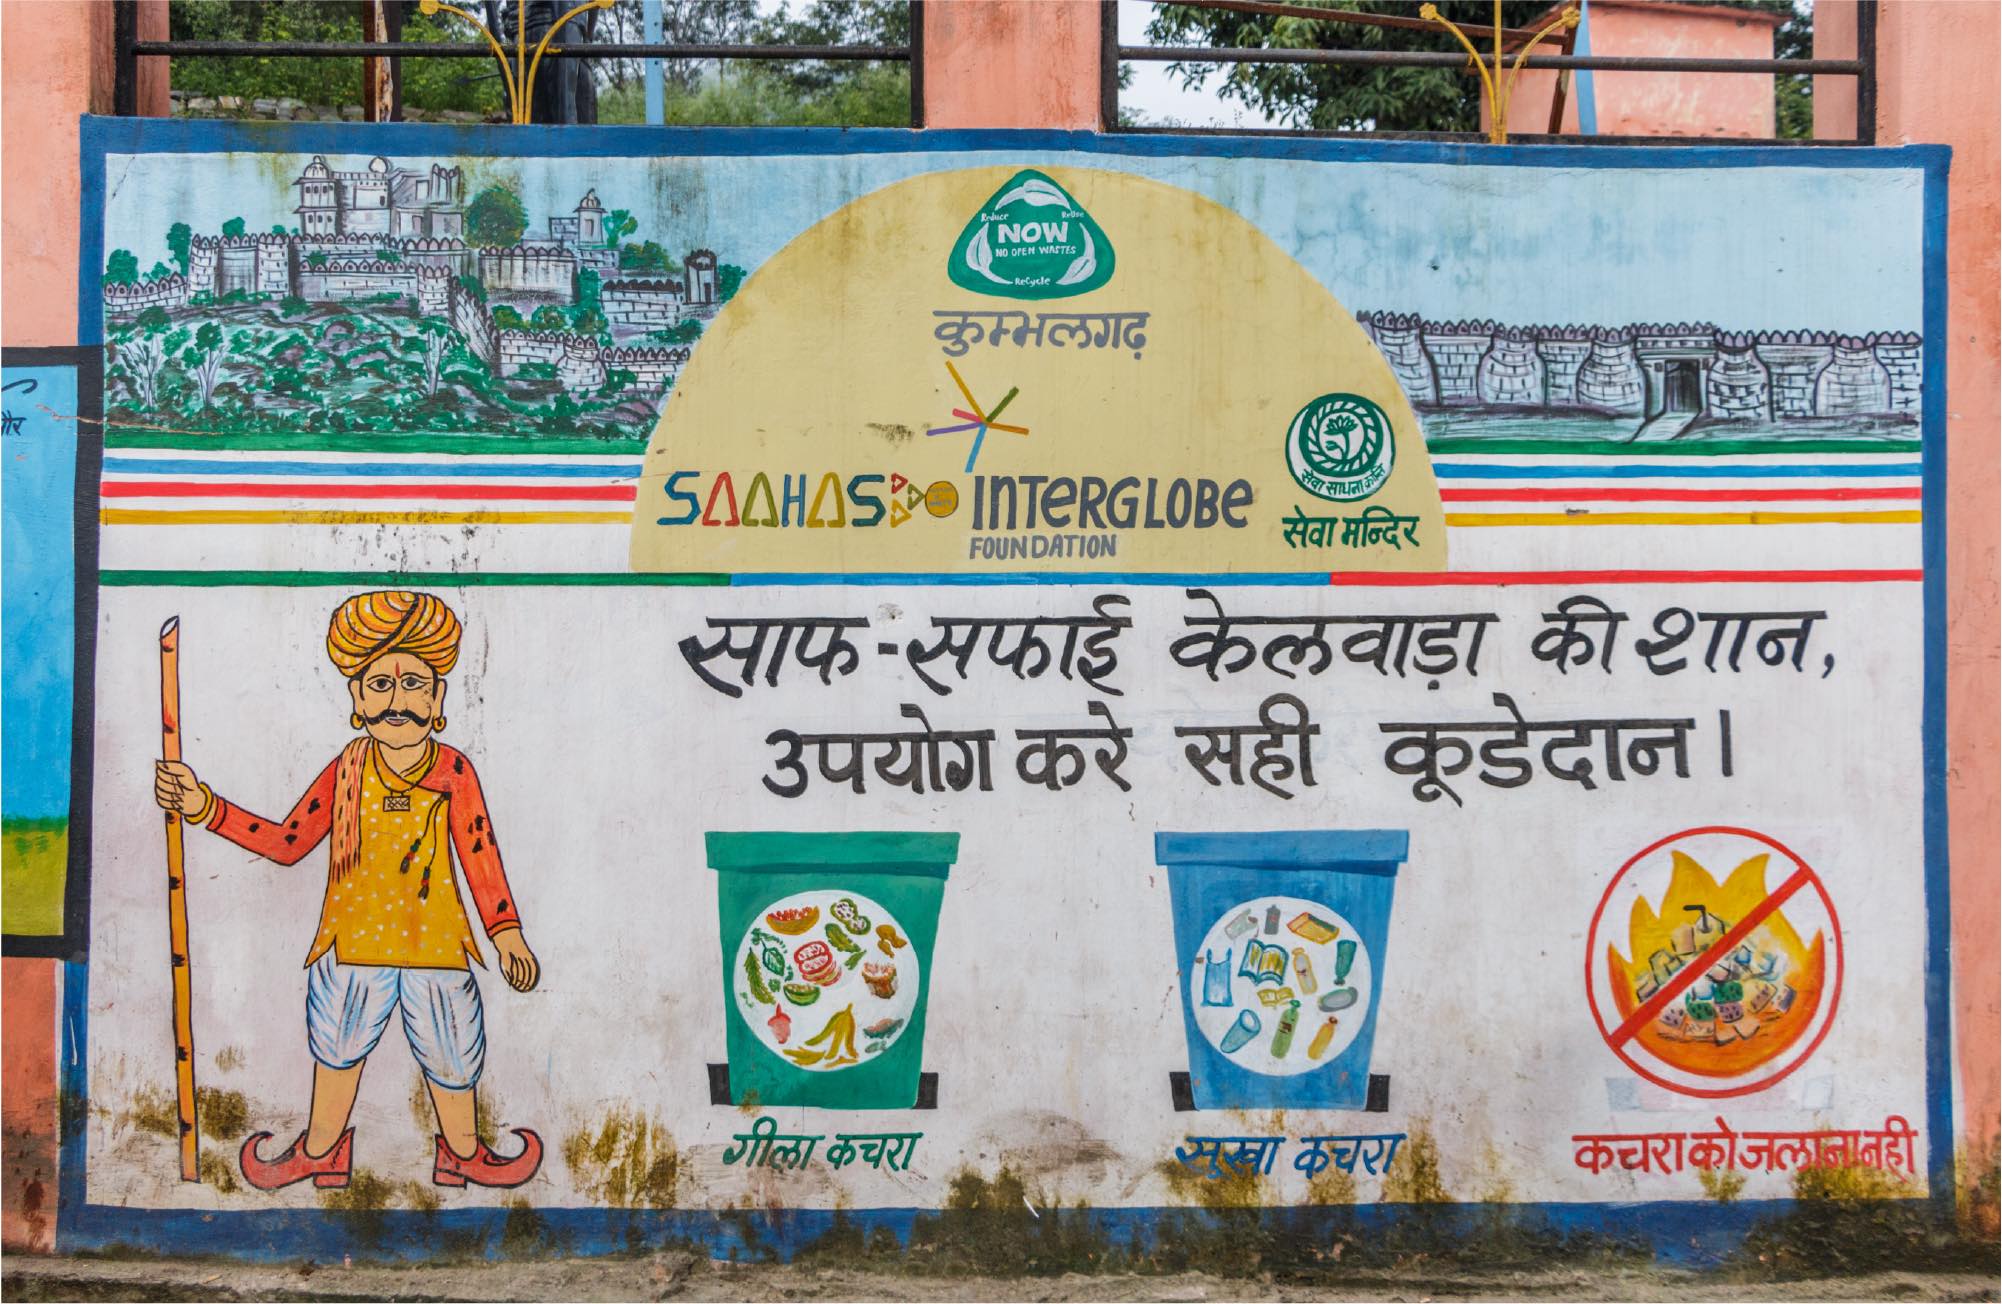 Reduce
ReUse
NOW
NO OPEN WASTES
ReCycle
कुम्भलगढ़
SAAHAS
INTERGLOBE
FOUNDATION
सेवा साधना क्रान्ति
सेवा मन्दिर
साफ-सफाई केलवाड़ा की शान,
उपयोग करे सही कूडेदान।
गीला कचरा
सुखा कचरा
कचरा को जलाना नही